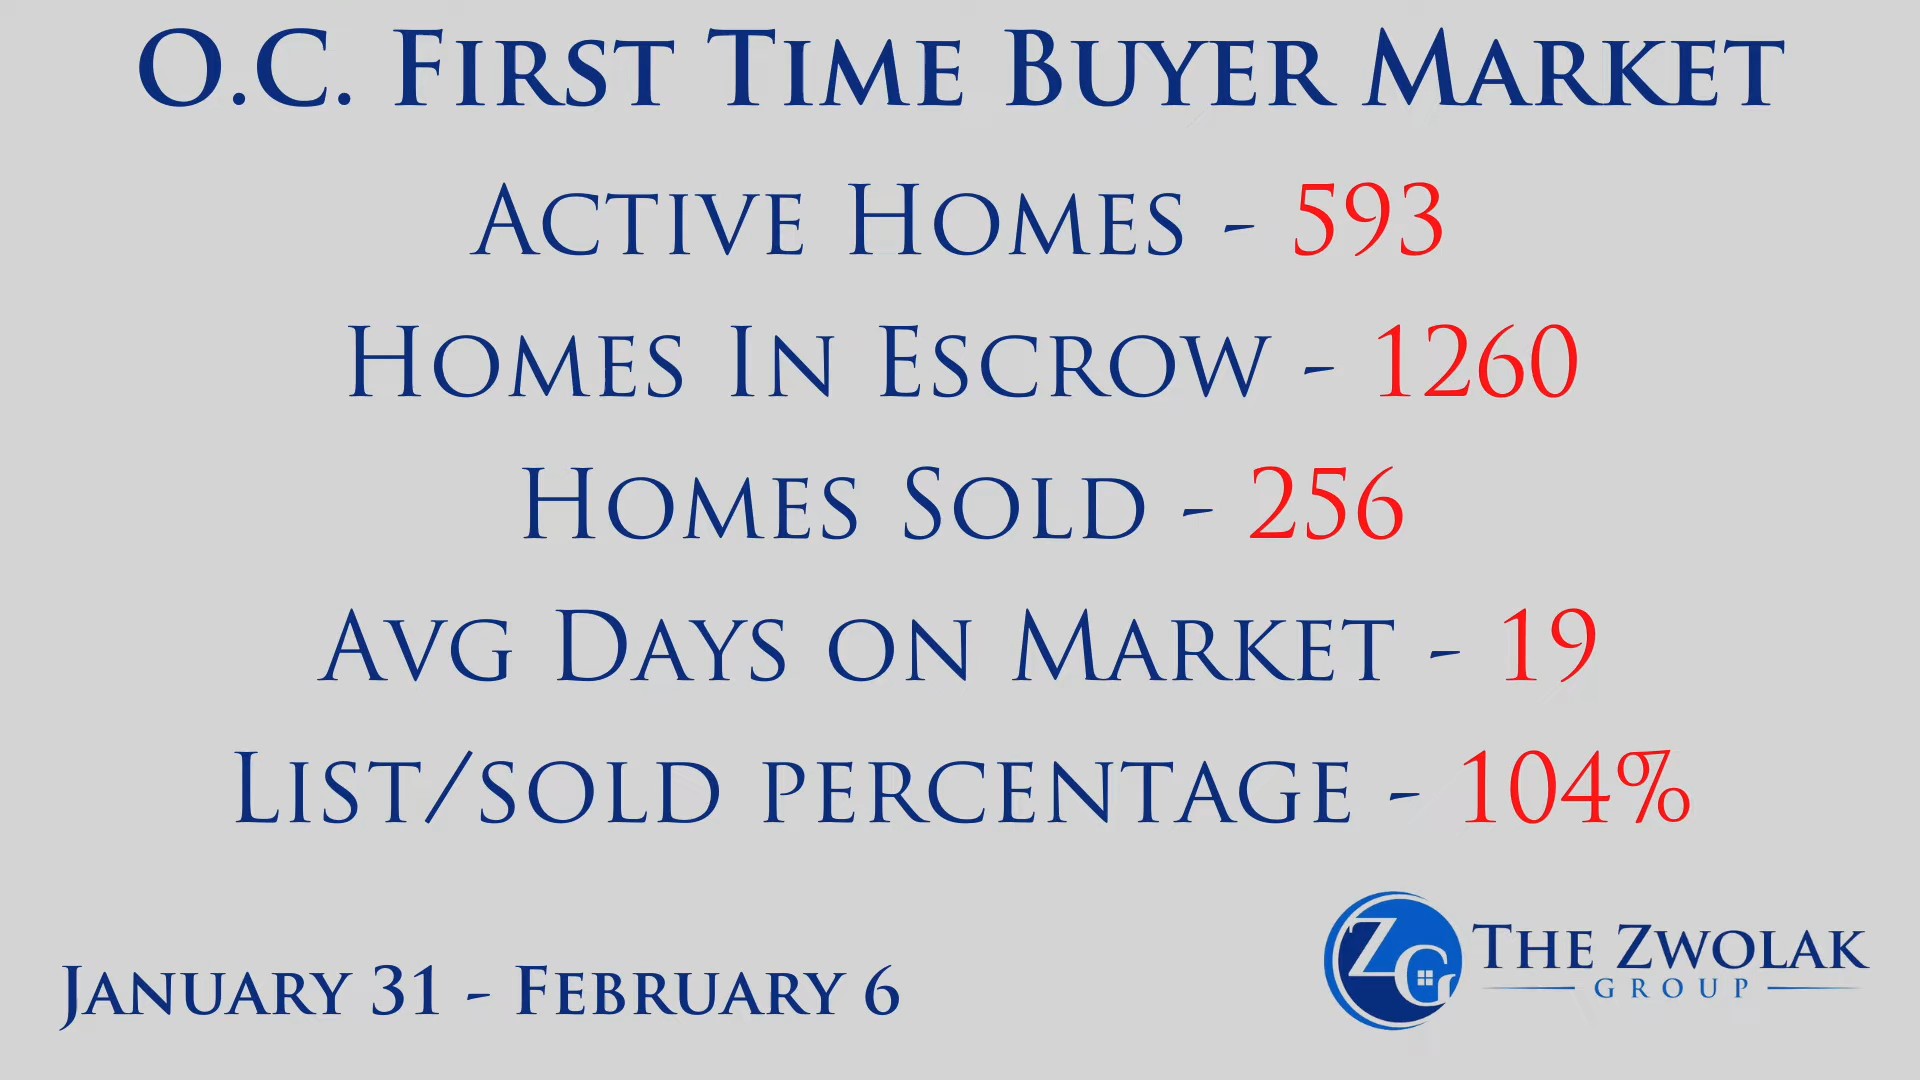 O.C. First Time Buyer Market
Active Homes - 593
Homes In Escrow - 1260
Homes Sold - 256
Avg Days on Market - 19
List/sold percentage - 104%
January 31 - February 6
ZG
The Zwolak
GROUP